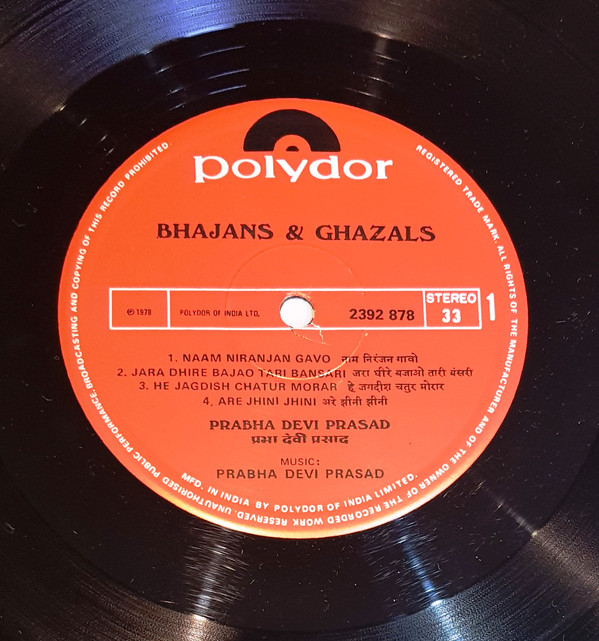 polydor
BHAJANS & GHAZALS
℗ 1978 POLYDOR OF INDIA LTD. 2392 878 STEREO 33 1
1. NAAM NIRANJAN GAVO नाम निरंजन गावो
2. JARA DHIRE BAJAO TARI BANSARI जरा धीरे बजाओ तारी बंसरी
3. HE JAGDISH CHATUR MORAR हे जगदीश चतुर मोरार
4. ARE JHINI JHINI अरे झीनी झीनी
PRABHA DEVI PRASAD
प्रभा देवी प्रसाद
MUSIC:
PRABHA DEVI PRASAD
MFD. IN INDIA BY POLYDOR OF INDIA LIMITED.
REGISTERED TRADE MARK. ALL RIGHTS OF THE MANUFACTURER AND OF THE OWNER OF THE RECORDED WORK RESERVED. UNAUTHORISED PUBLIC PERFORMANCE BROADCASTING AND COPYING OF THIS RECORD PROHIBITED.